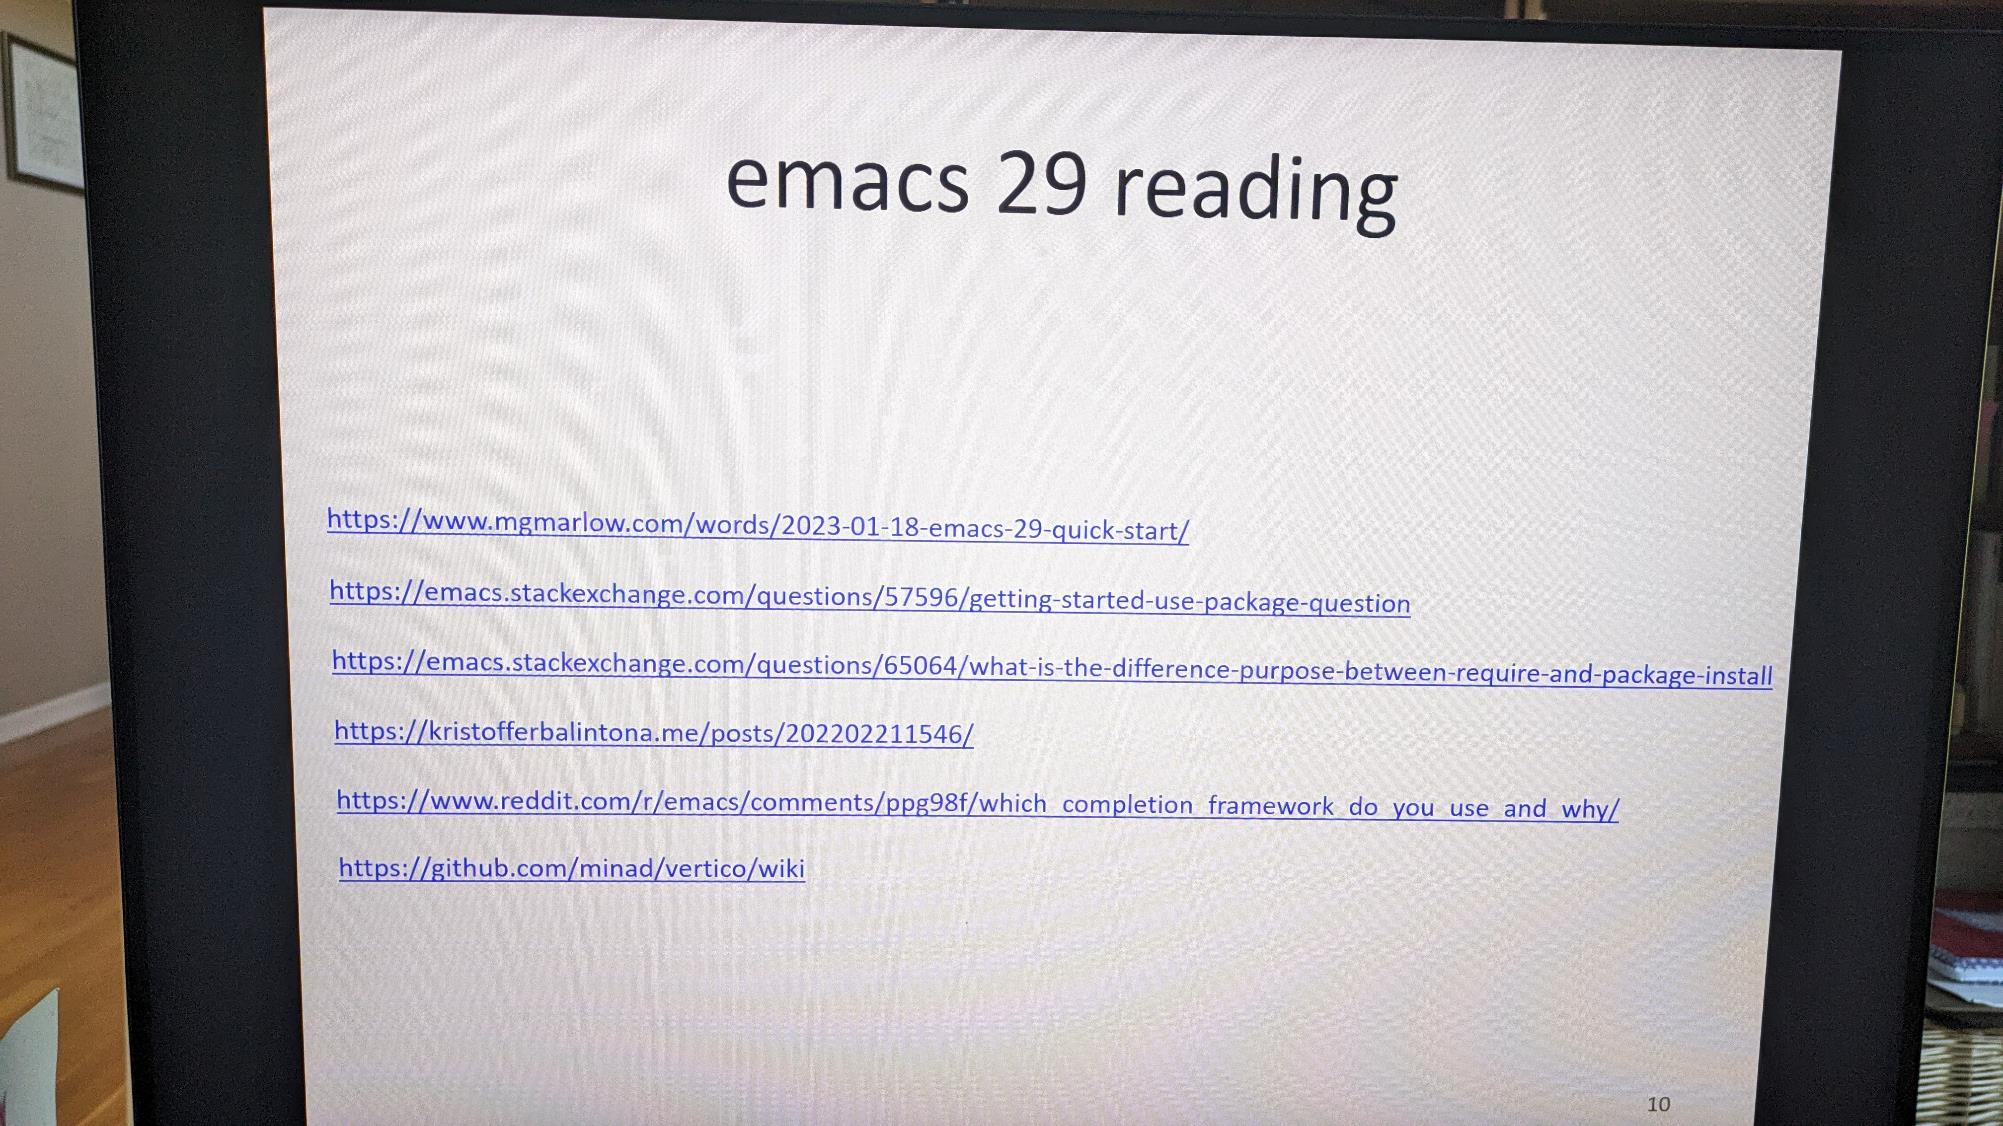 emacs 29 reading
https://www.mgmarlow.com/words/2023-01-18-emacs-29-quick-start/
https://emacs.stackexchange.com/questions/57596/getting-started-use-package-question
https://emacs.stackexchange.com/questions/65064/what-is-the-difference-purpose-between-require-and-package-install
https://kristofferbalintona.me/posts/202202211546/
https://www.reddit.com/r/emacs/comments/ppg98f/which_completion_framework_do_you_use_and_why/
https://github.com/minad/vertico/wiki
10